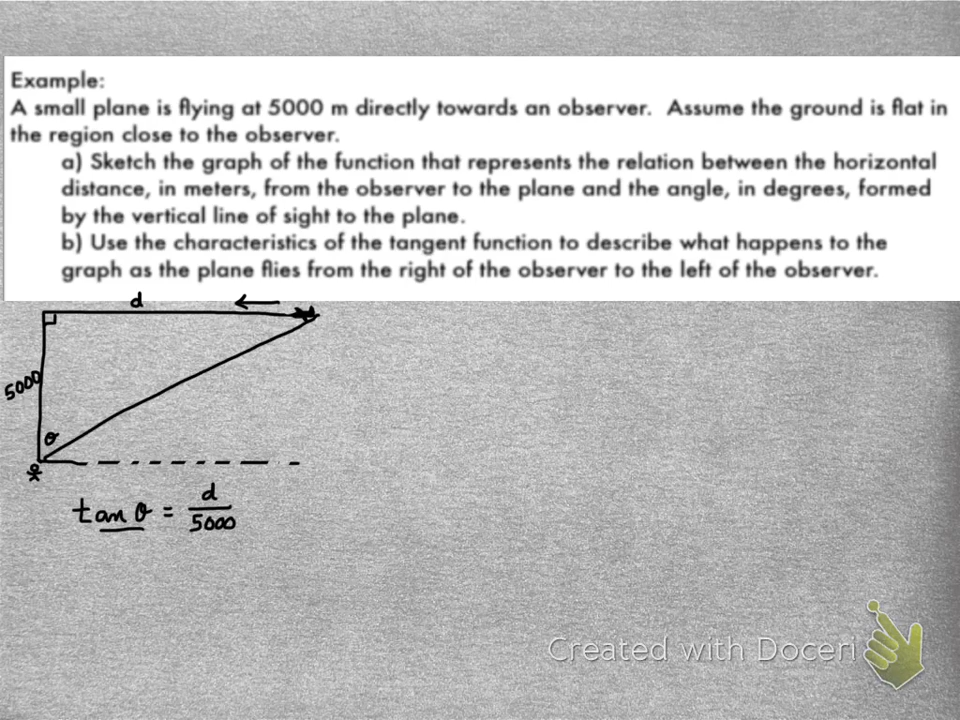 Example:
A small plane is flying at 5000 m directly towards an observer. Assume the ground is flat in
the region close to the observer.
a) Sketch the graph of the function that represents the relation between the horizontal
distance, in meters, from the observer to the plane and the angle, in degrees, formed
by the vertical line of sight to the plane.
b) Use the characteristics of the tangent function to describe what happens to the
graph as the plane flies from the right of the observer to the left of the observer.
d
5000
θ
tan θ = d/5000
Created with Doceri